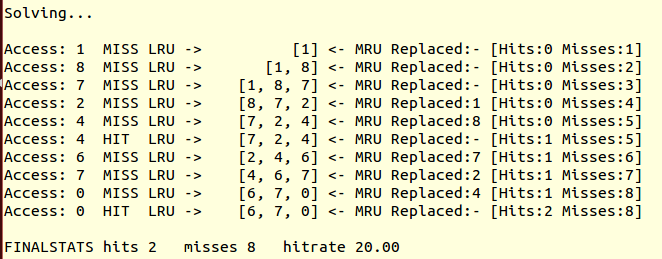 Solving...
Access: 1  MISS LRU ->          [1] <- MRU Replaced:- [Hits:0 Misses:1]
Access: 8  MISS LRU ->       [1, 8] <- MRU Replaced:- [Hits:0 Misses:2]
Access: 7  MISS LRU ->    [1, 8, 7] <- MRU Replaced:- [Hits:0 Misses:3]
Access: 2  MISS LRU ->    [8, 7, 2] <- MRU Replaced:1 [Hits:0 Misses:4]
Access: 4  MISS LRU ->    [7, 2, 4] <- MRU Replaced:8 [Hits:0 Misses:5]
Access: 4  HIT  LRU ->    [7, 2, 4] <- MRU Replaced:- [Hits:1 Misses:5]
Access: 6  MISS LRU ->    [2, 4, 6] <- MRU Replaced:7 [Hits:1 Misses:6]
Access: 7  MISS LRU ->    [4, 6, 7] <- MRU Replaced:2 [Hits:1 Misses:7]
Access: 0  MISS LRU ->    [6, 7, 0] <- MRU Replaced:4 [Hits:1 Misses:8]
Access: 0  HIT  LRU ->    [6, 7, 0] <- MRU Replaced:- [Hits:2 Misses:8]
FINALSTATS hits 2   misses 8   hitrate 20.00